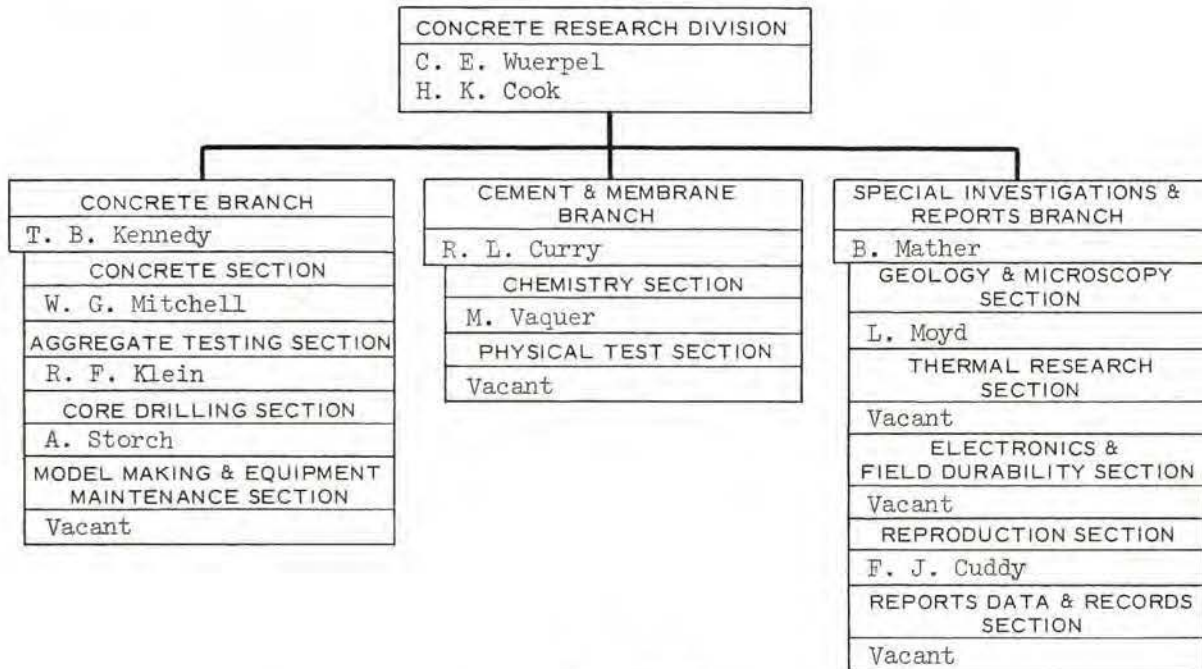 CONCRETE RESEARCH DIVISION
C. E. Wuerpel
H. K. Cook
CONCRETE BRANCH
T. B. Kennedy
CONCRETE SECTION
W. G. Mitchell
AGGREGATE TESTING SECTION
R. F. Klein
CORE DRILLING SECTION
A. Storch
MODEL MAKING & EQUIPMENT
MAINTENANCE SECTION
Vacant
CEMENT & MEMBRANE
BRANCH
R. L. Curry
CHEMISTRY SECTION
M. Vaquer
PHYSICAL TEST SECTION
Vacant
SPECIAL INVESTIGATIONS &
REPORTS BRANCH
B. Mather
GEOLOGY & MICROSCOPY
SECTION
L. Moyd
THERMAL RESEARCH
SECTION
Vacant
ELECTRONICS &
FIELD DURABILITY SECTION
Vacant
REPRODUCTION SECTION
F. J. Cuddy
REPORTS DATA & RECORDS
SECTION
Vacant